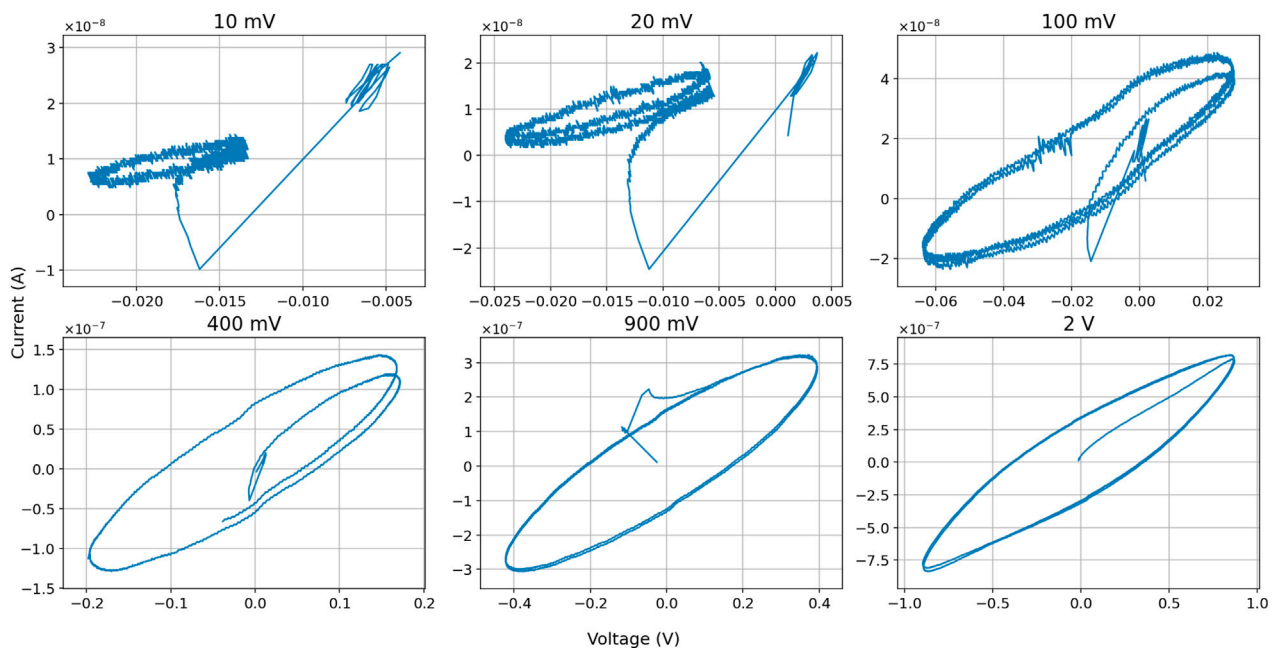 10 mV
×10⁻⁸
3
2
1
0
−1
−0.020 −0.015 −0.010 −0.005
20 mV
×10⁻⁸
2
1
0
−1
−2
−0.025 −0.020 −0.015 −0.010 −0.005 0.000 0.005
100 mV
×10⁻⁸
4
2
0
−2
−0.06 −0.04 −0.02 0.00 0.02
Current (A)
400 mV
×10⁻⁷
1.5
1.0
0.5
0.0
−0.5
−1.0
−1.5
−0.2 −0.1 0.0 0.1 0.2
900 mV
×10⁻⁷
3
2
1
0
−1
−2
−3
−0.4 −0.2 0.0 0.2 0.4
2 V
×10⁻⁷
7.5
5.0
2.5
0.0
−2.5
−5.0
−7.5
−1.0 −0.5 0.0 0.5 1.0
Voltage (V)